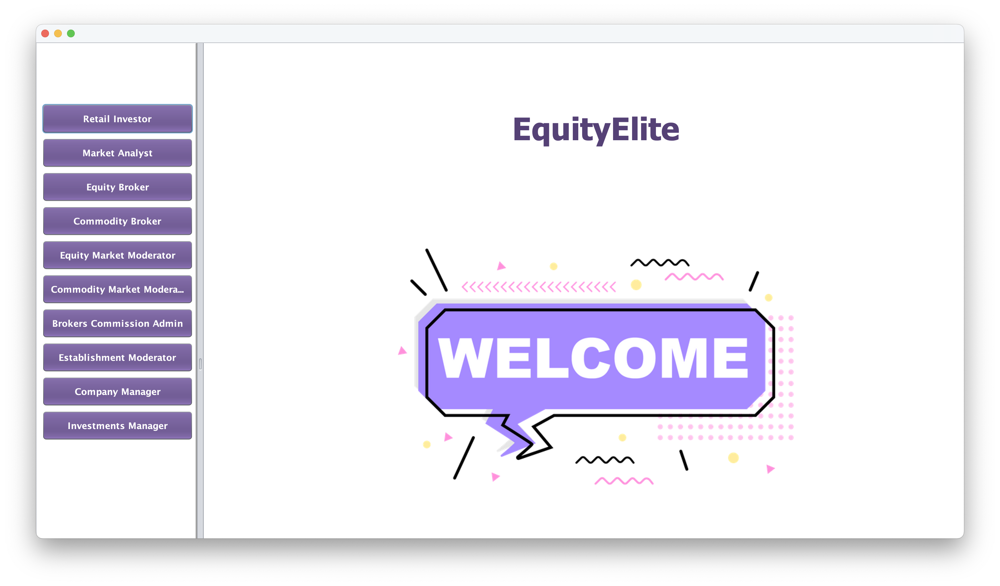 Retail Investor
Market Analyst
Equity Broker
Commodity Broker
Equity Market Moderator
Commodity Market Modera...
Brokers Commission Admin
Establishment Moderator
Company Manager
Investments Manager
EquityElite
WELCOME